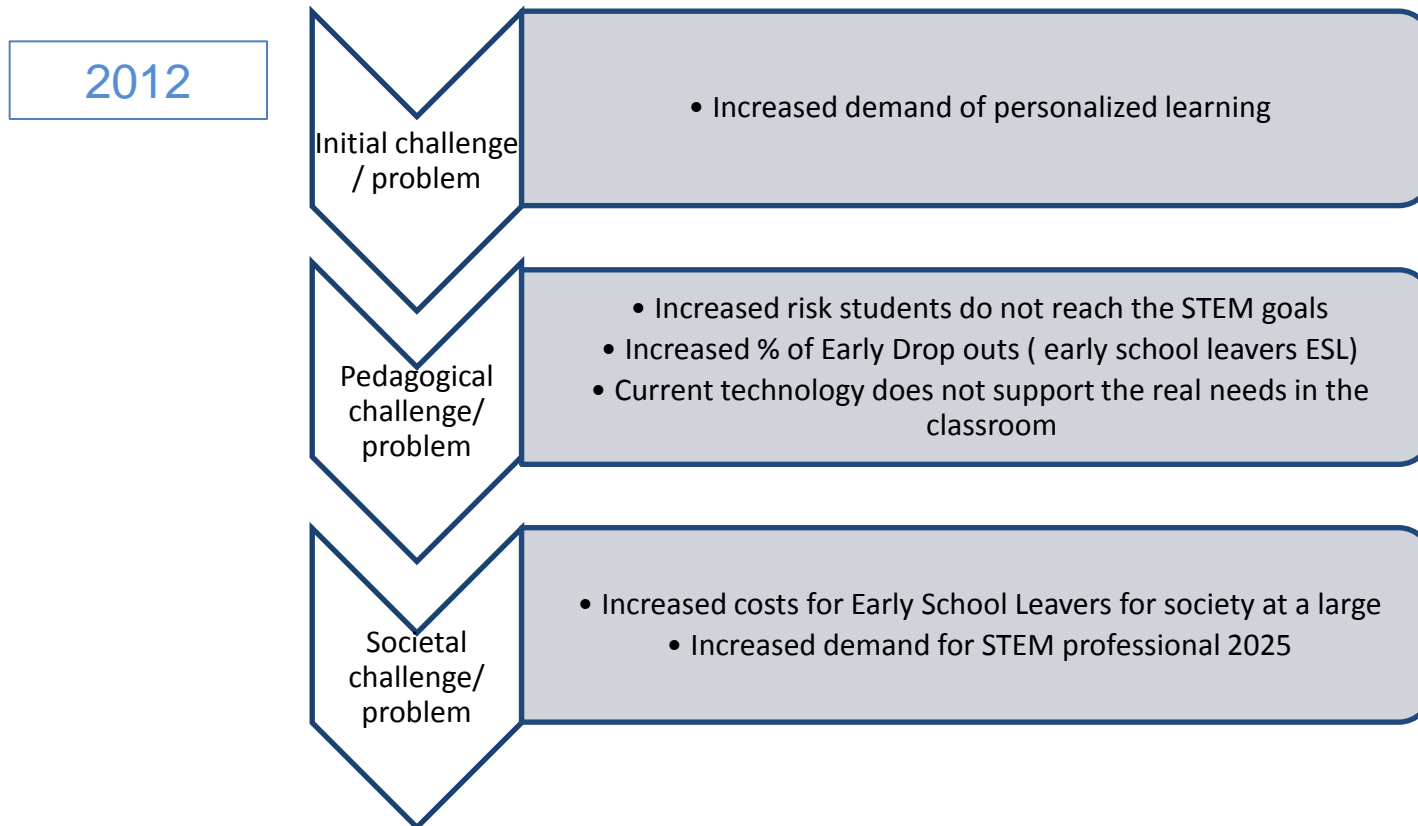 2012
Initial challenge
/ problem
• Increased demand of personalized learning
Pedagogical
challenge/
problem
• Increased risk students do not reach the STEM goals
• Increased % of Early Drop outs ( early school leavers ESL)
• Current technology does not support the real needs in the
classroom
Societal
challenge/
problem
• Increased costs for Early School Leavers for society at a large
• Increased demand for STEM professional 2025